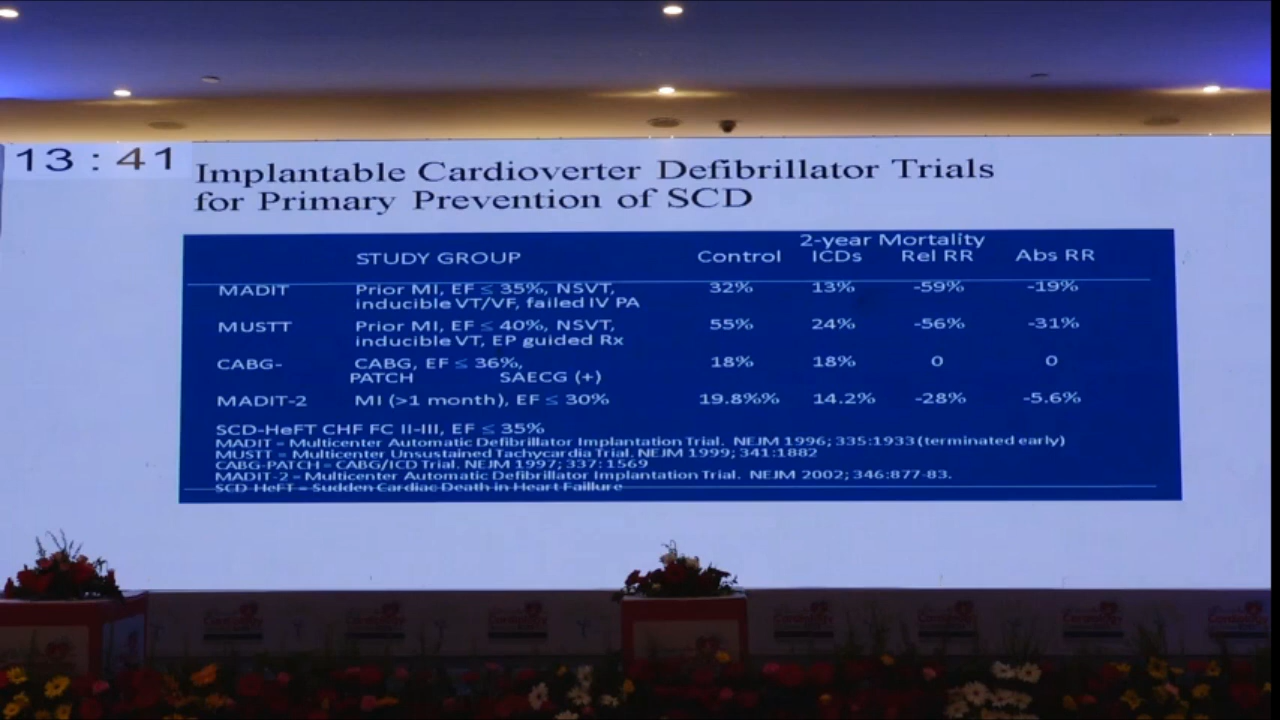 13 : 41
Implantable Cardioverter Defibrillator Trials
for Primary Prevention of SCD
2-year Mortality
STUDY GROUP Control ICDs Rel RR Abs RR
MADIT Prior MI, EF ≤ 35%, NSVT, 32% 13% -59% -19%
inducible VT/VF, failed IV PA
MUSTT Prior MI, EF ≤ 40%, NSVT, 55% 24% -56% -31%
inducible VT, EP guided Rx
CABG- CABG, EF ≤ 36%, 18% 18% 0 0
PATCH SAECG (+)
MADIT-2 MI (>1 month), EF ≤ 30% 19.8%% 14.2% -28% -5.6%
SCD-HeFT CHF FC II-III, EF ≤ 35%
MADIT = Multicenter Automatic Defibrillator Implantation Trial. NEJM 1996; 335:1933 (terminated early)
MUSTT = Multicenter Unsustained Tachycardia Trial. NEJM 1999; 341:1882
CABG-PATCH = CABG/ICD Trial. NEJM 1997; 337: 1569
MADIT-2 = Multicenter Automatic Defibrillator Implantation Trial. NEJM 2002; 346:877-83.
SCD-HeFT = Sudden Cardiac Death in Heart Faillure
Cardiology